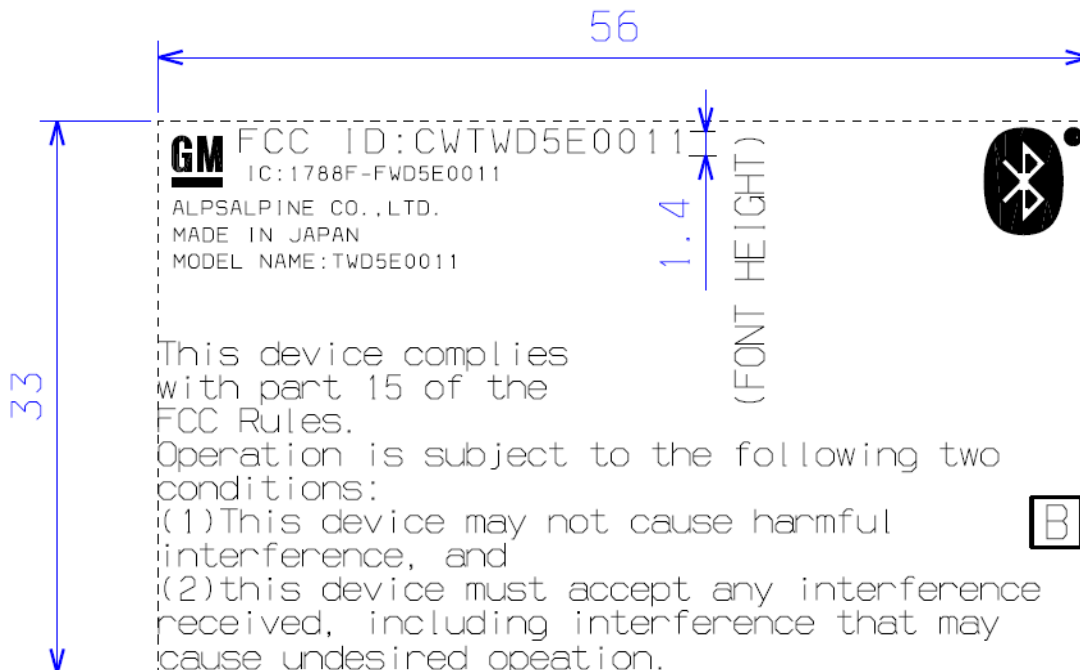 56
GM
FCC ID:CWTWD5E0011
IC:1788F-FWD5E0011
ALPSALPINE CO.,LTD.
MADE IN JAPAN
MODEL NAME:TWD5E0011
1.4
(FONT HEIGHT)
33
This device complies
with part 15 of the
FCC Rules.
Operation is subject to the following two
conditions:
(1)This device may not cause harmful
interference, and
B
(2)this device must accept any interference
received, including interference that may
cause undesired opeation.